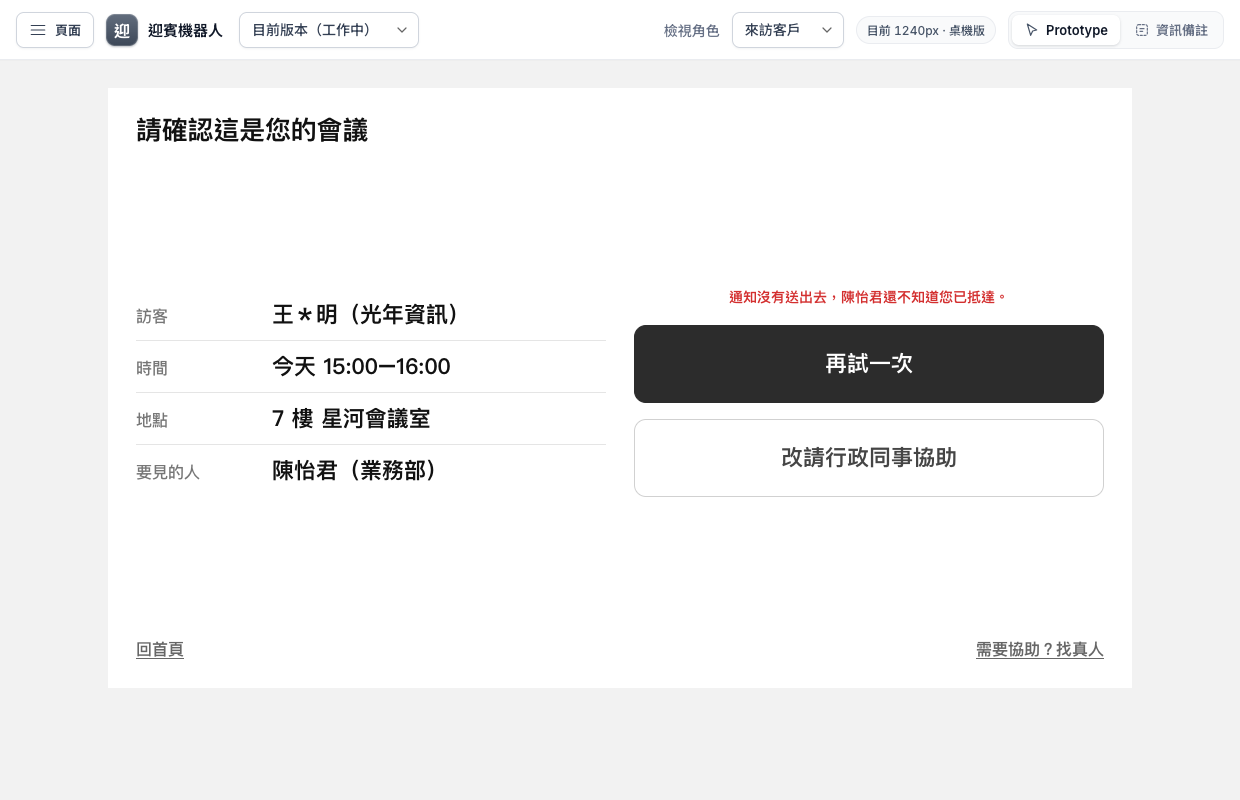 頁面
迎
迎賓機器人
目前版本（工作中）
檢視角色
來訪客戶
目前 1240px · 桌機版
Prototype
資訊備註
請確認這是您的會議
訪客
王＊明（光年資訊）
時間
今天 15:00–16:00
地點
7 樓 星河會議室
要見的人
陳怡君（業務部）
通知沒有送出去，陳怡君還不知道您已抵達。
再試一次
改請行政同事協助
回首頁
需要協助？找真人